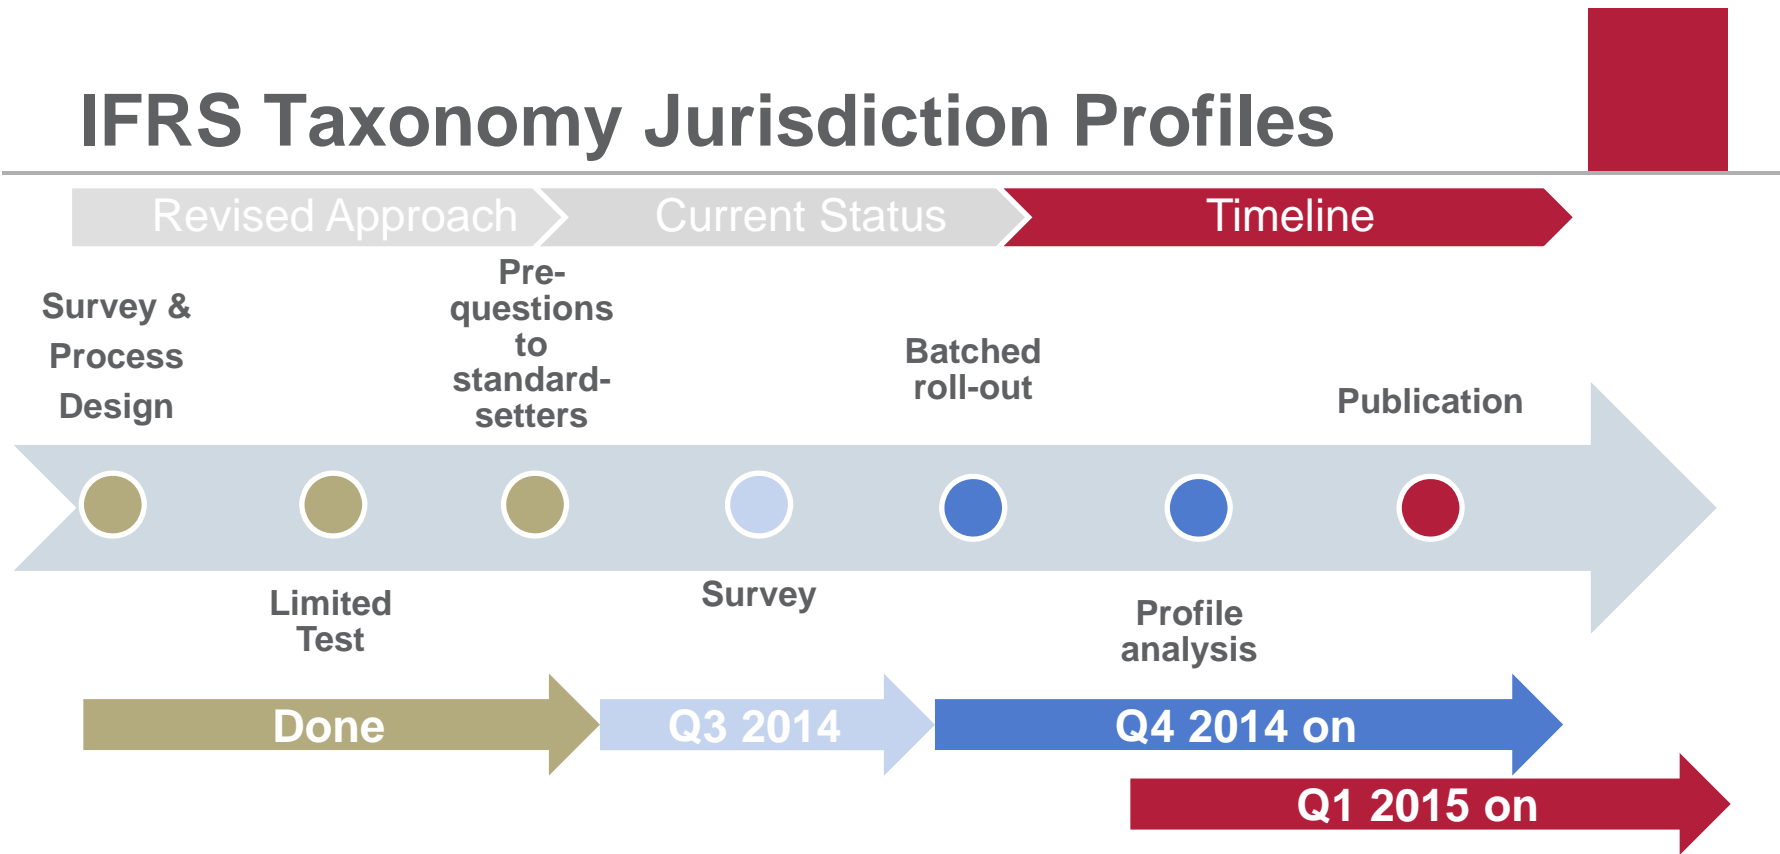 IFRS Taxonomy Jurisdiction Profiles
Revised Approach
Current Status
Timeline
Survey &
Process
Design
Pre-
questions
to
standard-
setters
Batched
roll-out
Publication
Limited
Test
Survey
Profile
analysis
Done
Q3 2014
Q4 2014 on
Q1 2015 on